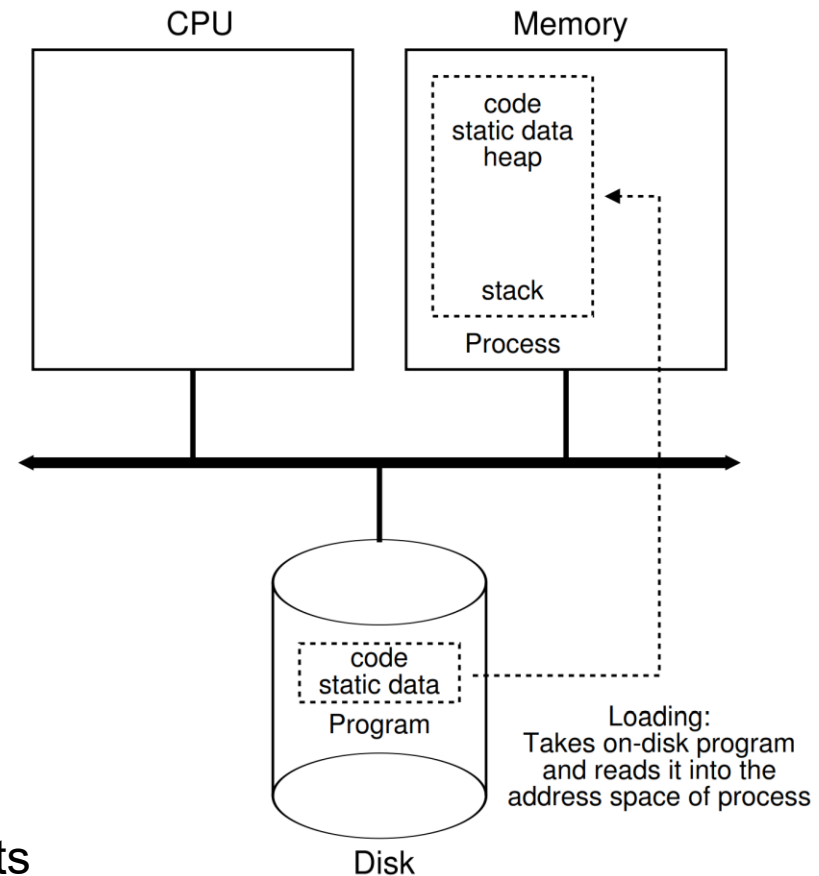 CPU
Memory
code
static data
heap
stack
Process
code
static data
Program
Loading:
Takes on-disk program
and reads it into the
address space of process
ts
Disk